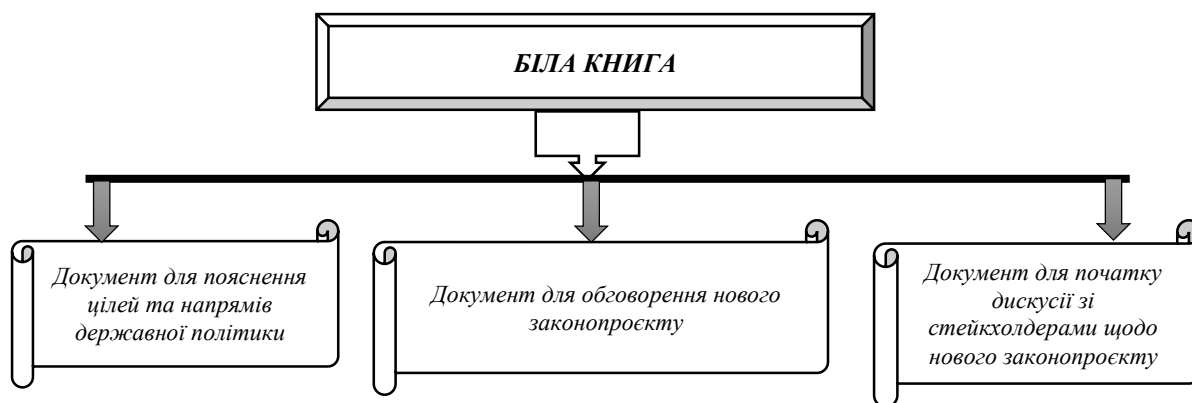 БІЛА КНИГА
Документ для пояснення
цілей та напрямів
державної політики
Документ для обговорення нового
законопроєкту
Документ для початку
дискусії зі
стейкхолдерами щодо
нового законопроєкту